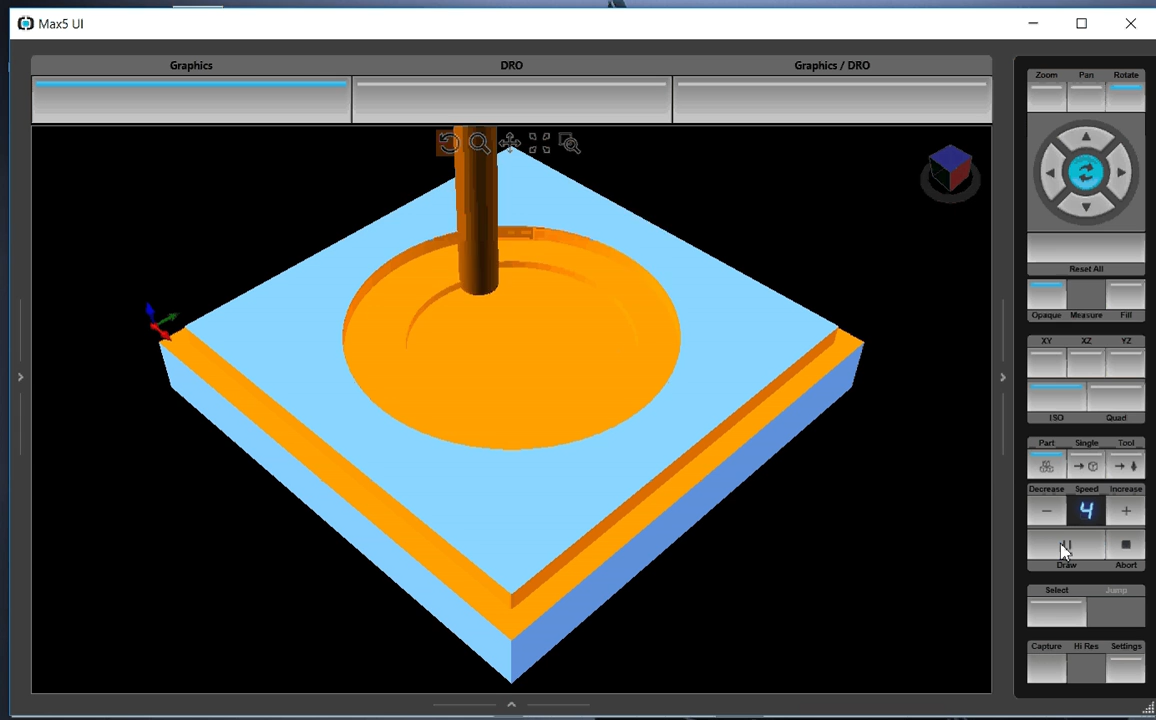 Max5 UI
Graphics DRO Graphics / DRO
Zoom Pan Rotate
Reset All
Opaque Measure Fill
XY XZ YZ
ISO Quad
Part Single Tool
Decrease Speed Increase
4
Draw Abort
Select Jump
Capture Hi Res Settings